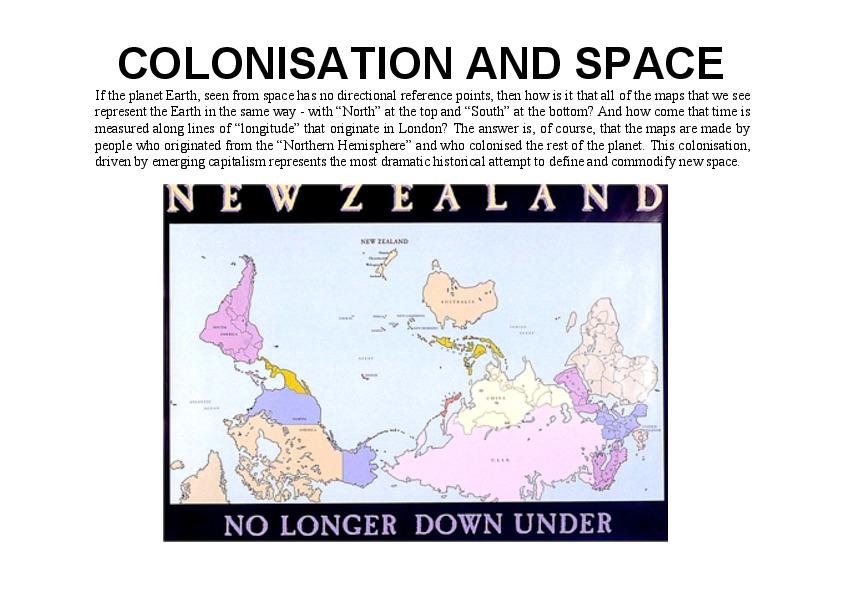 COLONISATION AND SPACE
If the planet Earth, seen from space has no directional reference points, then how is it that all of the maps that we see
represent the Earth in the same way - with “North” at the top and “South” at the bottom? And how come that time is
measured along lines of “longitude” that originate in London? The answer is, of course, that the maps are made by
people who originated from the “Northern Hemisphere” and who colonised the rest of the planet. This colonisation,
driven by emerging capitalism represents the most dramatic historical attempt to define and commodify new space.
NEW ZEALAND
NEW ZEALAND
AUSTRALIA
SOUTH
AMERICA
OCEAN
CHINA
ATLANTIC
OCEAN
NORTH
AMERICA
UNITED
KINGDOM
U.S.S.R.
NO LONGER DOWN UNDER